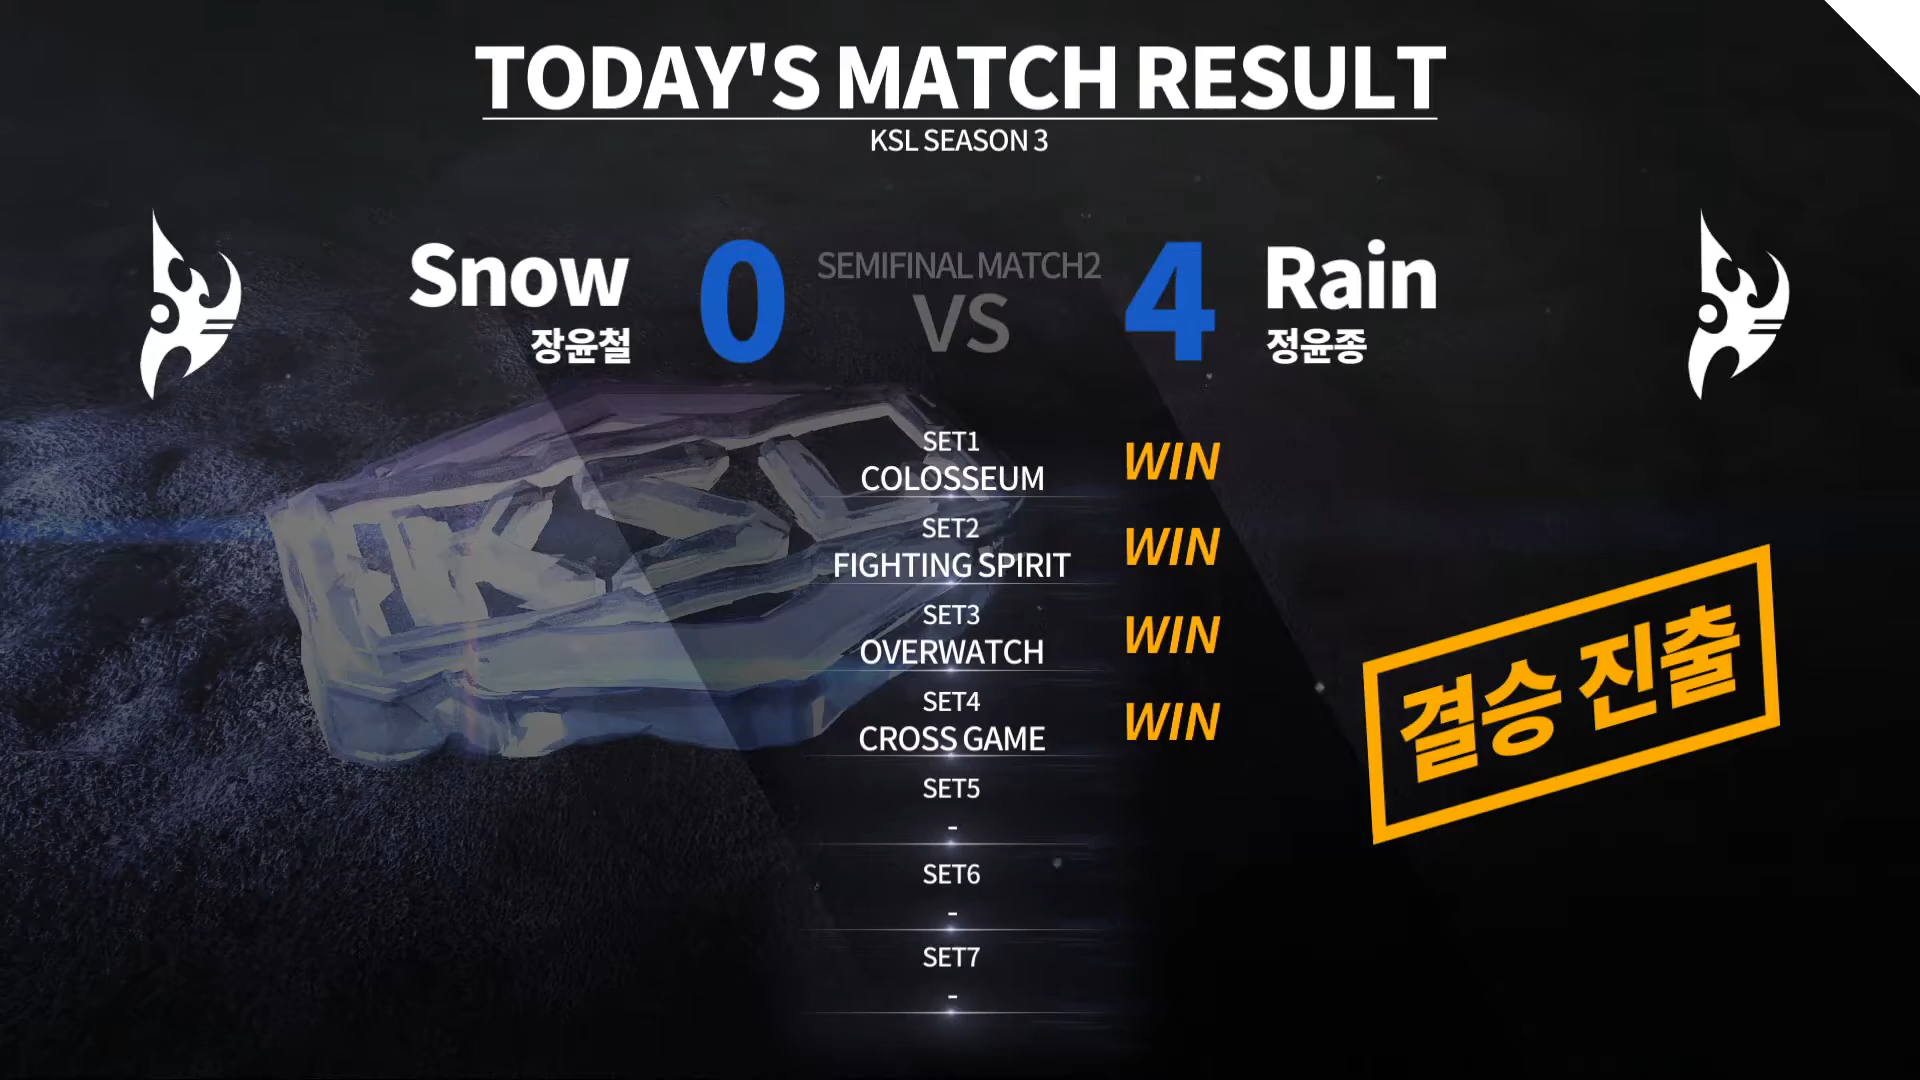 TODAY'S MATCH RESULT
KSL SEASON 3
Snow
장윤철
0
SEMIFINAL MATCH2
VS
4
Rain
정윤종
SET1
COLOSSEUM
WIN
SET2
FIGHTING SPIRIT
WIN
SET3
OVERWATCH
WIN
SET4
CROSS GAME
WIN
SET5
-
SET6
-
SET7
-
결승 진출